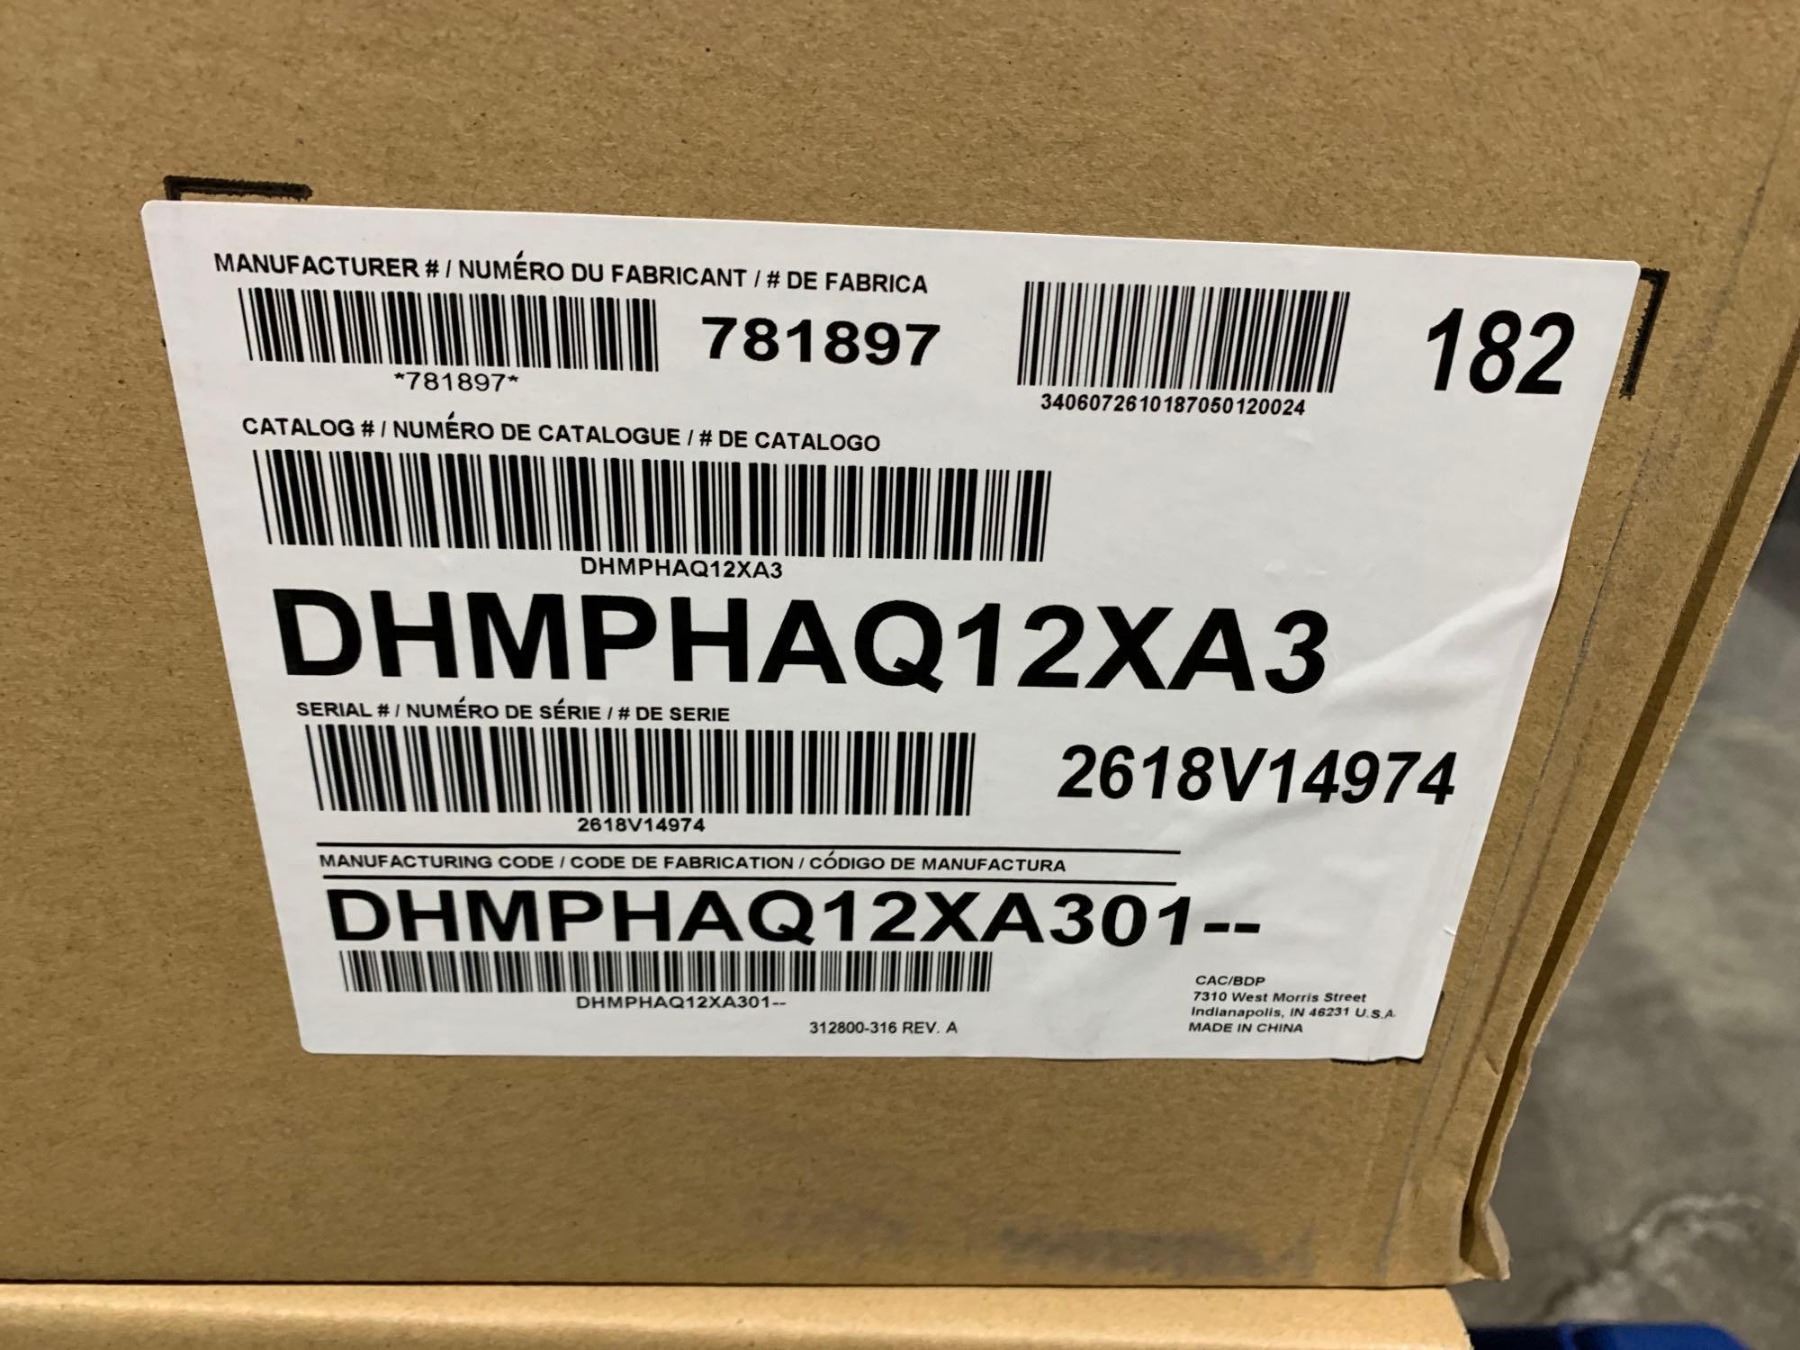 MANUFACTURER # / NUMÉRO DU FABRICANT / # DE FABRICA
781897
*781897*
3406072610187050120024
182
CATALOG # / NUMÉRO DE CATALOGUE / # DE CATALOGO
DHMPHAQ12XA3
DHMPHAQ12XA3
SERIAL # / NUMÉRO DE SÉRIE / # DE SERIE
2618V14974
2618V14974
MANUFACTURING CODE / CODE DE FABRICATION / CÓDIGO DE MANUFACTURA
DHMPHAQ12XA301--
DHMPHAQ12XA301--
312800-316 REV. A
CAC/BDP
7310 West Morris Street
Indianapolis, IN 46231 U.S.A.
MADE IN CHINA